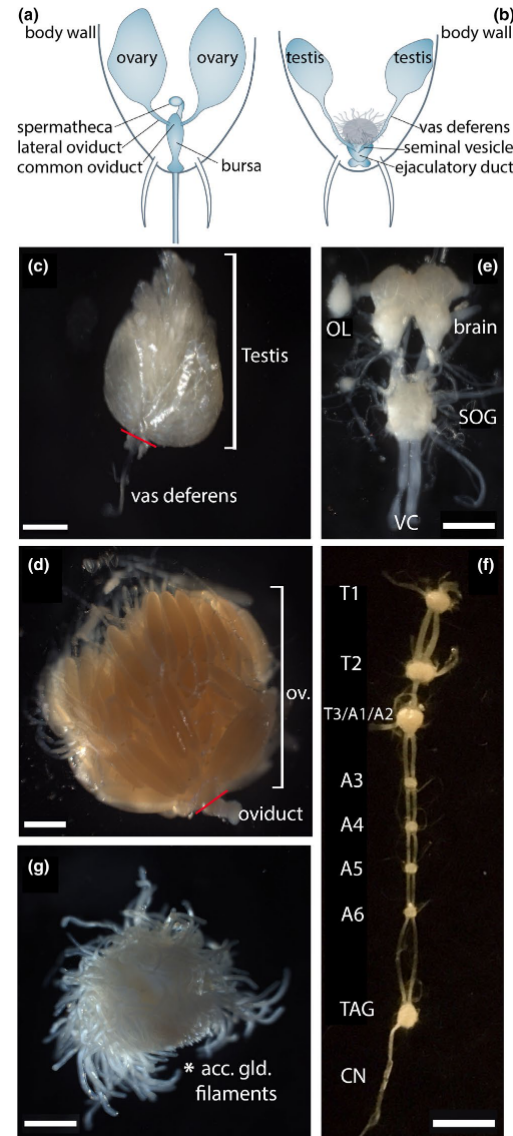 (a)
body wall
ovary
ovary
spermatheca
lateral oviduct
common oviduct
bursa
(b)
body wall
testis
testis
vas deferens
seminal vesicle
ejaculatory duct
(c)
Testis
vas deferens
(e)
OL
brain
SOG
VC
(d)
ov.
oviduct
(f)
T1
T2
T3/A1/A2
A3
A4
A5
A6
TAG
CN
(g)
* acc. gld.
filaments